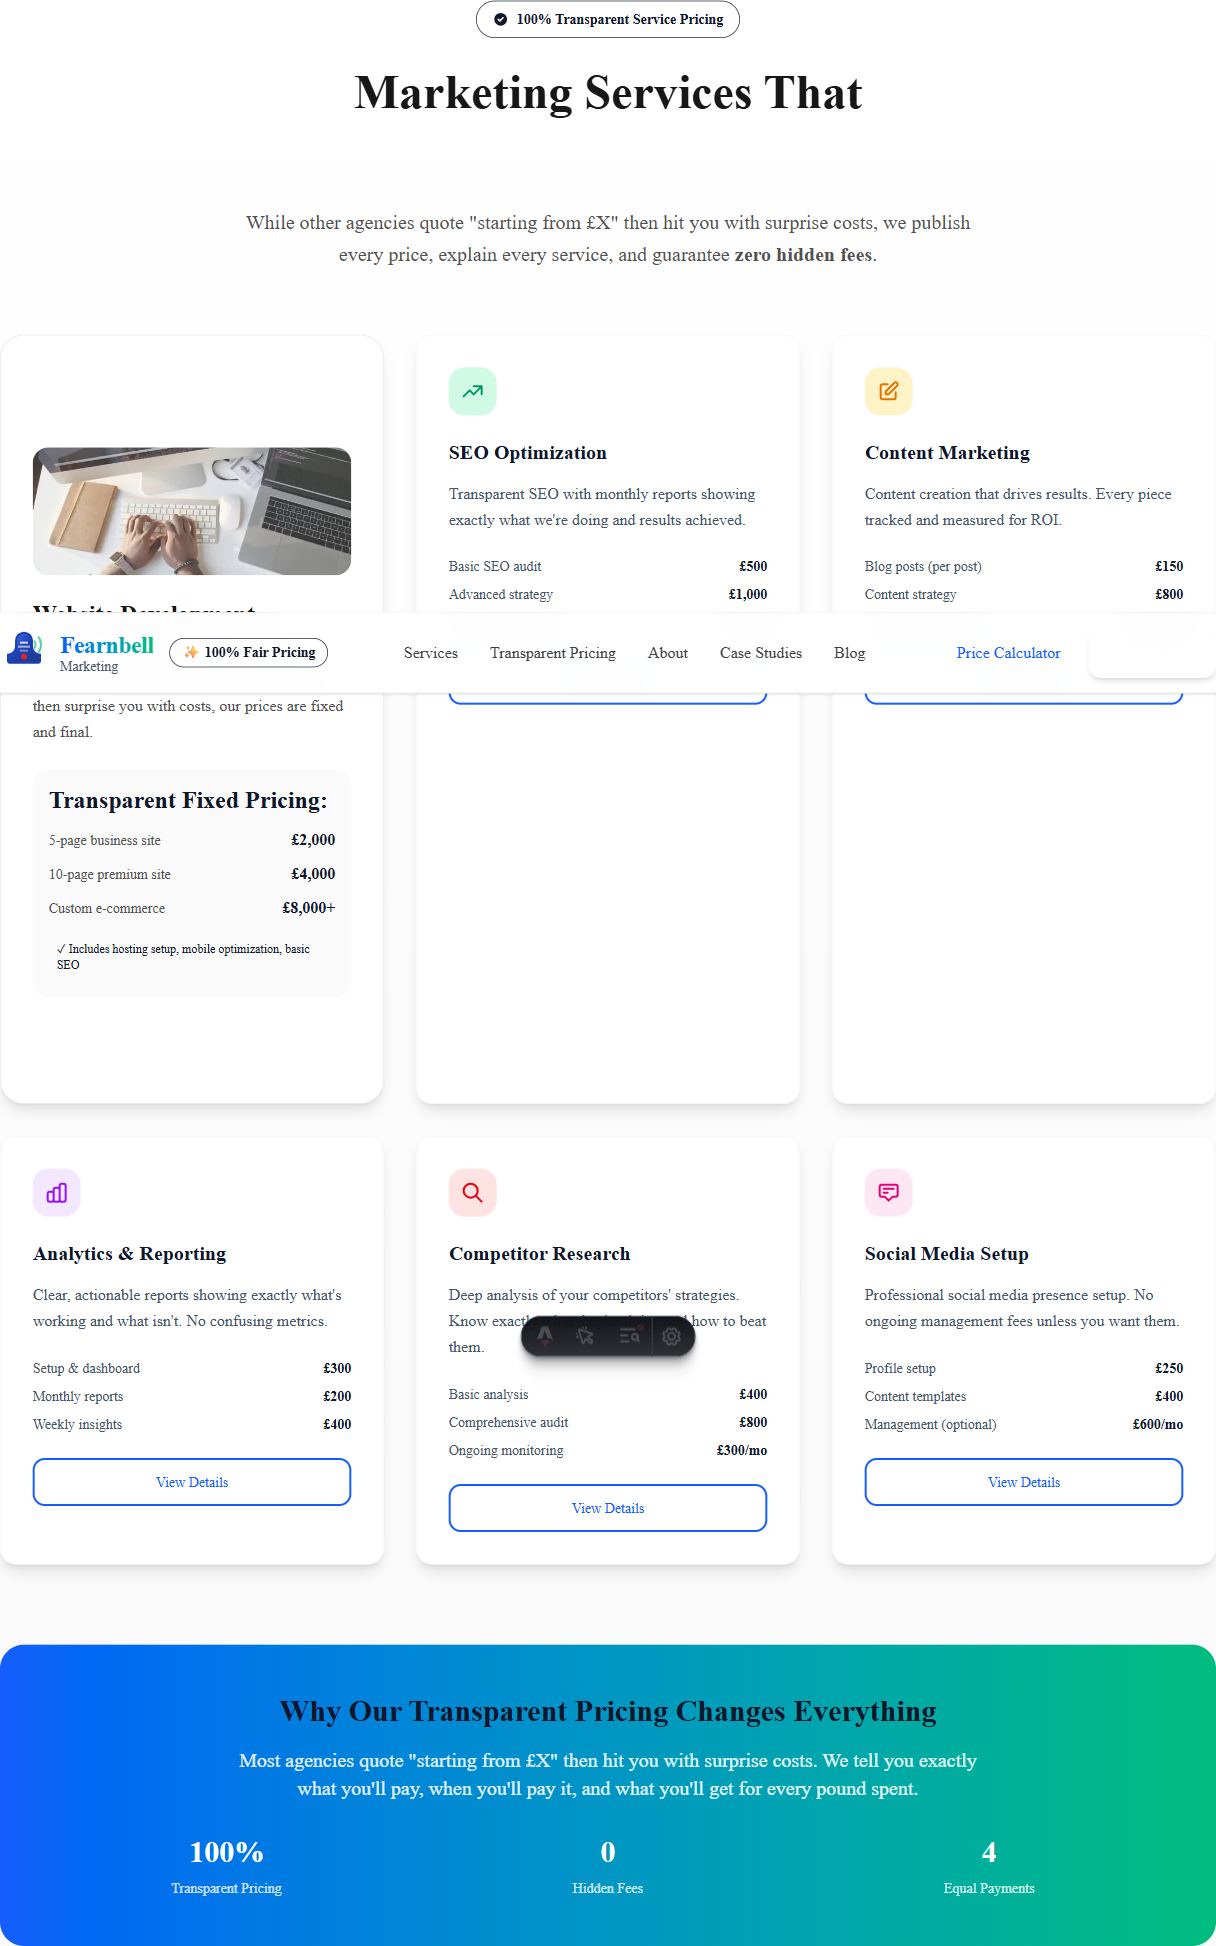 100% Transparent Service Pricing
Marketing Services That
While other agencies quote "starting from £X" then hit you with surprise costs, we publish
every price, explain every service, and guarantee zero hidden fees.
SEO Optimization
Transparent SEO with monthly reports showing
exactly what we're doing and results achieved.
Basic SEO audit £500
Advanced strategy £1,000
Content Marketing
Content creation that drives results. Every piece
tracked and measured for ROI.
Blog posts (per post) £150
Content strategy £800
Website Development
Fearnbell
Marketing
✨ 100% Fair Pricing
Services
Transparent Pricing
About
Case Studies
Blog
Price Calculator
then surprise you with costs, our prices are fixed
and final.
Transparent Fixed Pricing:
5-page business site £2,000
10-page premium site £4,000
Custom e-commerce £8,000+
✓ Includes hosting setup, mobile optimization, basic
SEO
Analytics & Reporting
Clear, actionable reports showing exactly what's
working and what isn't. No confusing metrics.
Setup & dashboard £300
Monthly reports £200
Weekly insights £400
View Details
Competitor Research
Deep analysis of your competitors' strategies.
Know how to beat
them.
Basic analysis £400
Comprehensive audit £800
Ongoing monitoring £300/mo
View Details
Social Media Setup
Professional social media presence setup. No
ongoing management fees unless you want them.
Profile setup £250
Content templates £400
Management (optional) £600/mo
View Details
Why Our Transparent Pricing Changes Everything
Most agencies quote "starting from £X" then hit you with surprise costs. We tell you exactly
what you'll pay, when you'll pay it, and what you'll get for every pound spent.
100%
Transparent Pricing
0
Hidden Fees
4
Equal Payments